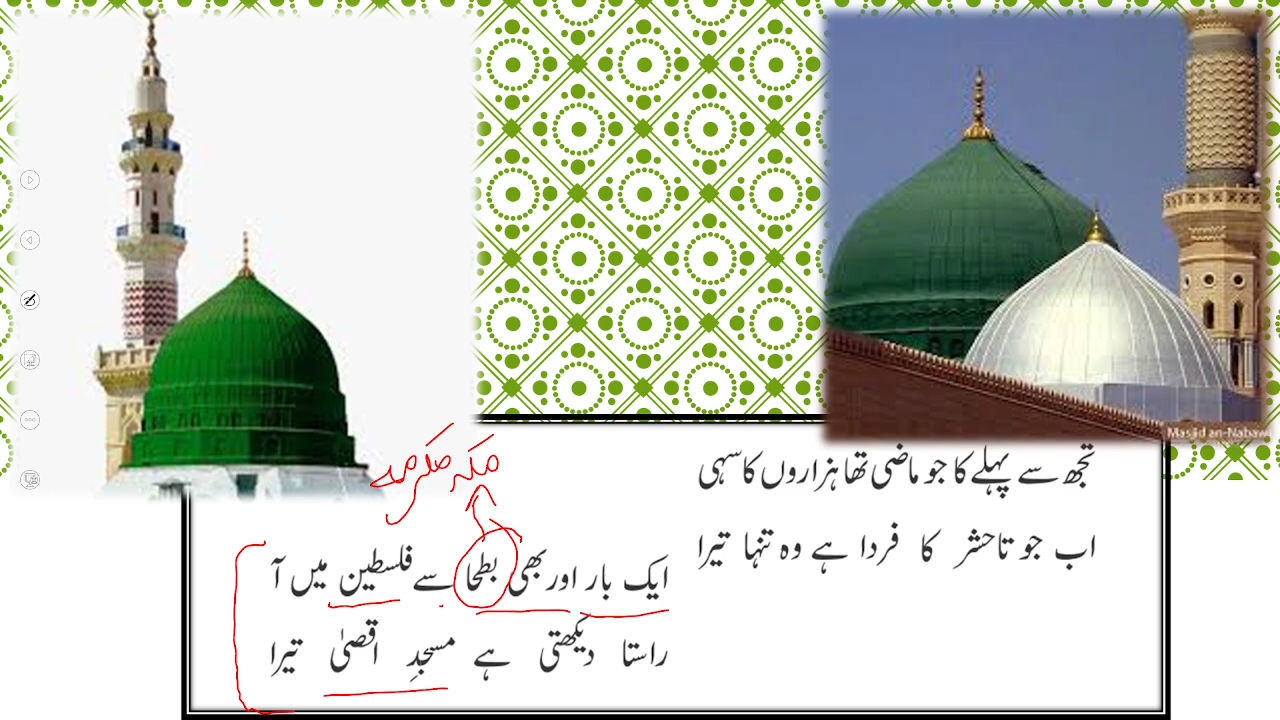 Masjid an-Nabaw
تجھ سے پہلے کا جو ماضی تھا ہزاروں کا سہی
اب جو تا حشر کا فردا ہے وہ تنہا تیرا
مکہ مکرمہ
ایک بار اور بھی بطحا سے فلسطین میں آ
راستا دیکھتی ہے مسجدِ اقصیٰ تیرا